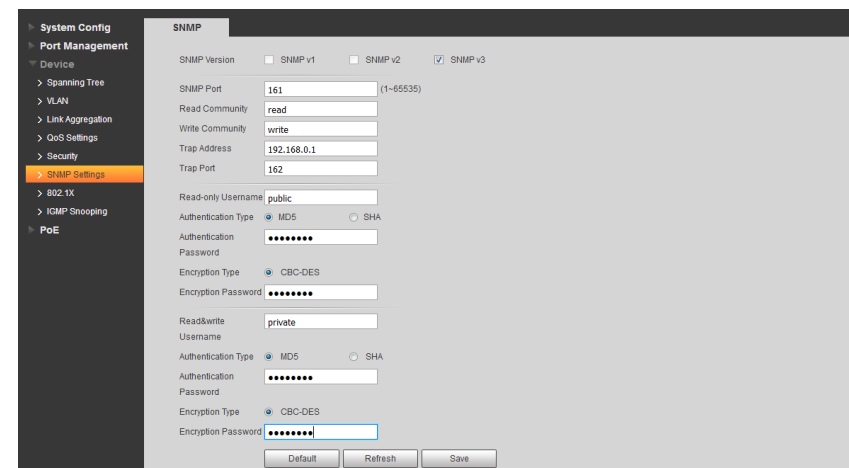 System Config
Port Management
Device
> Spanning Tree
> VLAN
> Link Aggregation
> QoS Settings
> Security
> SNMP Settings
> 802.1X
> IGMP Snooping
PoE
SNMP
SNMP Version SNMP v1 SNMP v2 SNMP v3
SNMP Port 161 (1~65535)
Read Community read
Write Community write
Trap Address 192.168.0.1
Trap Port 162
Read-only Username public
Authentication Type MD5 SHA
Authentication ●●●●●●●●
Password
Encryption Type CBC-DES
Encryption Password ●●●●●●●●
Read&write private
Username
Authentication Type MD5 SHA
Authentication ●●●●●●●●
Password
Encryption Type CBC-DES
Encryption Password ●●●●●●●●
Default Refresh Save